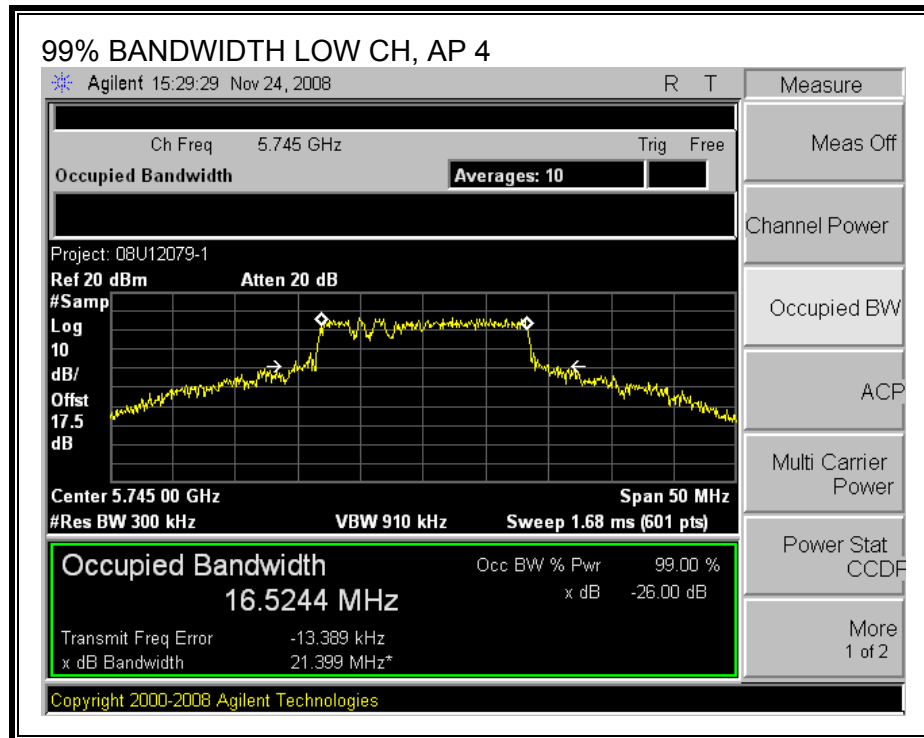 99% BANDWIDTH LOW CH, AP 4
Agilent 15:29:29 Nov 24, 2008 R T
Measure
Ch Freq 5.745 GHz Trig Free
Occupied Bandwidth Averages: 10
Meas Off
Channel Power
Occupied BW
ACP
Multi Carrier
Power
Power Stat
CCDF
More
1 of 2
Project: 08U12079-1
Ref 20 dBm Atten 20 dB
#Samp
Log
10
dB/
Offst
17.5
dB
Center 5.745 00 GHz Span 50 MHz
#Res BW 300 kHz VBW 910 kHz Sweep 1.68 ms (601 pts)
Occupied Bandwidth Occ BW % Pwr 99.00 %
16.5244 MHz x dB -26.00 dB
Transmit Freq Error -13.389 kHz
x dB Bandwidth 21.399 MHz*
Copyright 2000-2008 Agilent Technologies